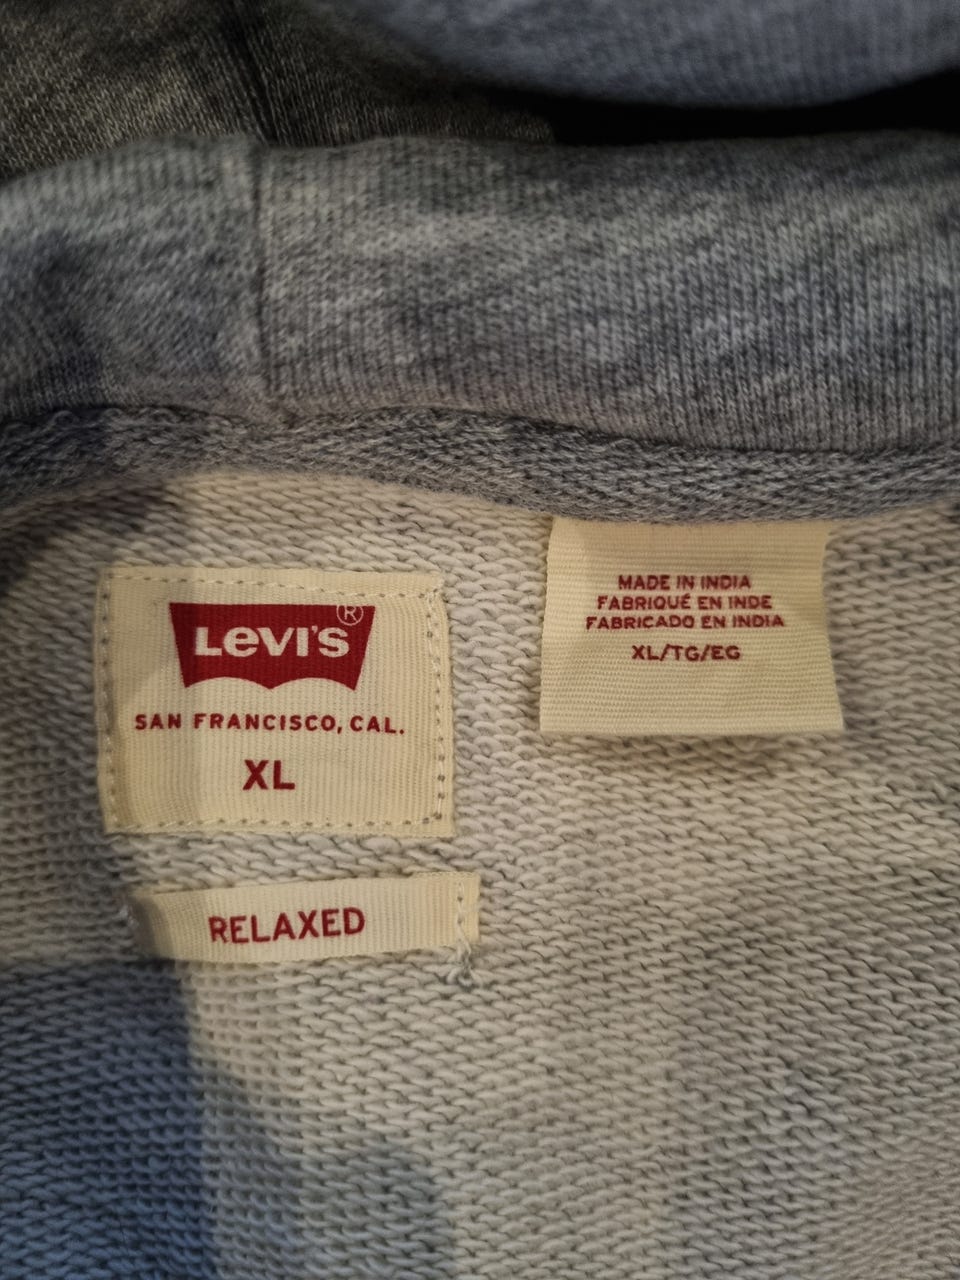 LEVI'S ®
SAN FRANCISCO, CAL.
XL
RELAXED
MADE IN INDIA
FABRIQUÉ EN INDE
FABRICADO EN INDIA
XL/TG/EG